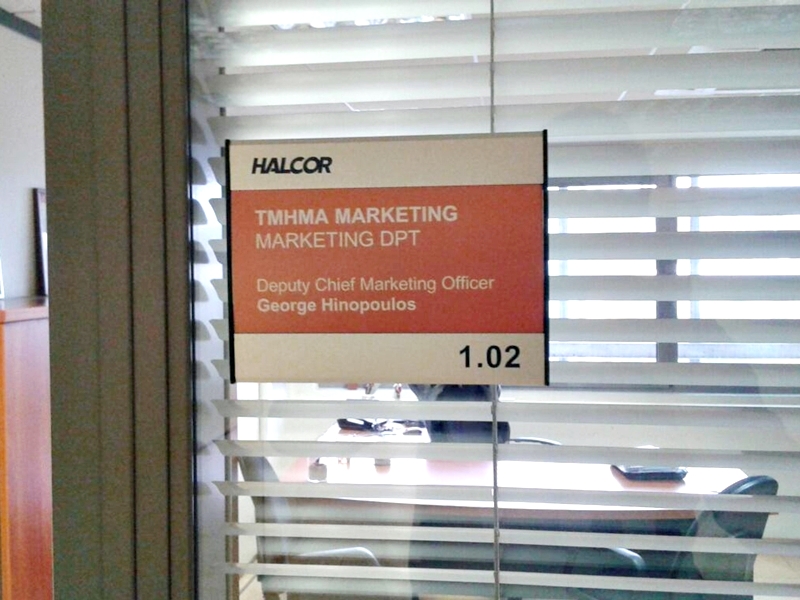 HALCOR
ΤΜΗΜΑ MARKETING
MARKETING DPT
Deputy Chief Marketing Officer
George Hinopoulos
1.02